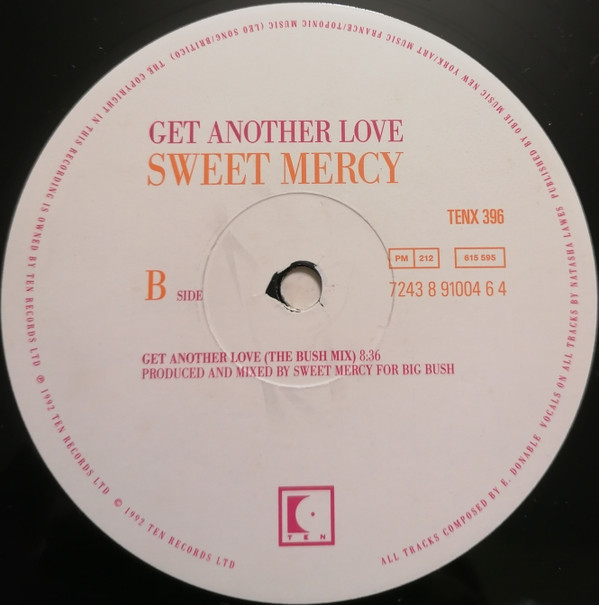 GET ANOTHER LOVE
SWEET MERCY
TENX 396
PM 212 615 595
B SIDE
7243 8 91004 6 4
GET ANOTHER LOVE (THE BUSH MIX) 8:36
PRODUCED AND MIXED BY SWEET MERCY FOR BIG BUSH
TEN
ALL TRACKS COMPOSED BY E. DONABLE VOCALS ON ALL TRACKS BY NATASHA LAWES PUBLISHED BY OBIE MUSIC NEW YORK/ART MUSIC FRANCE/TOPONIC MUSIC (LEO SONG/BRITICO) THE COPYRIGHT IN THIS RECORDING IS OWNED BY TEN RECORDS LTD ℗ 1992 TEN RECORDS LTD © 1992 TEN RECORDS LTD